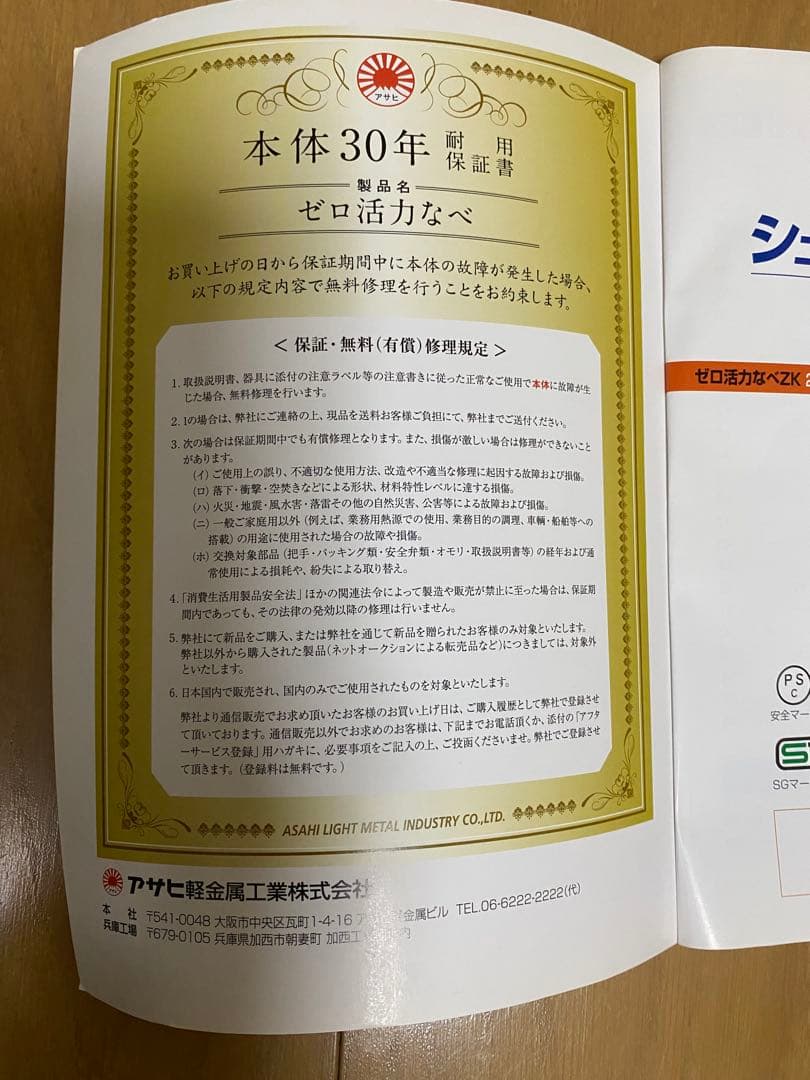 アサヒ
本体30年 耐用保証書
製品名
ゼロ活力なべ
お買い上げの日から保証期間中に本体の故障が発生した場合、
以下の規定内容で無料修理を行うことをお約束します。
＜ 保証・無料(有償)修理規定 ＞
1. 取扱説明書、器具に添付の注意ラベル等の注意書きに従った正常なご使用で本体に故障が生
じた場合、無料修理を行います。
2. 1の場合は、弊社にご連絡の上、現品を送料お客様ご負担にて、弊社までご送付ください。
3. 次の場合は保証期間中でも有償修理となります。また、損傷が激しい場合は修理ができないこと
があります。
(イ) ご使用上の誤り、不適切な使用方法、改造や不適当な修理に起因する故障および損傷。
(ロ) 落下・衝撃・空焚きなどによる形状、材料特性レベルに達する損傷。
(ハ) 火災・地震・風水害・落雷その他の自然災害、公害等による故障および損傷。
(ニ) 一般ご家庭用以外 (例えば、業務用熱源での使用、業務目的の調理、車輌・船舶等への
搭載) の用途に使用された場合の故障や損傷。
(ホ) 交換対象部品 (把手・パッキング類・安全弁類・オモリ・取扱説明書等) の経年および通
常使用による損耗や、紛失による取り替え。
4. 「消費生活用製品安全法」ほかの関連法令によって製造や販売が禁止に至った場合は、保証期
間内であっても、その法律の発効以降の修理は行いません。
5. 弊社にて新品をご購入、または弊社を通じて新品を贈られたお客様のみ対象といたします。
弊社以外から購入された製品(ネットオークションによる転売品など)につきましては、対象外
といたします。
6. 日本国内で販売され、国内のみでご使用されたものを対象といたします。
弊社より通信販売でお求め頂いたお客様のお買い上げ日は、ご購入履歴として弊社で登録させ
て頂いております。通信販売以外でお求めのお客様は、下記までお電話頂くか、添付の「アフタ
ーサービス登録」用ハガキに、必要事項をご記入の上、ご投函くださいませ。弊社でご登録させ
て頂きます。(登録料は無料です。)
ASAHI LIGHT METAL INDUSTRY CO.,LTD.
アサヒ軽金属工業株式会社
本社 〒541-0048 大阪市中央区瓦町1-4-16 ア 金属ビル TEL.06-6222-2222(代)
兵庫工場 〒679-0105 兵庫県加西市朝妻町 加西工 内
シュ
ゼロ活力なべZK
PS
C
安全マー
SGマー